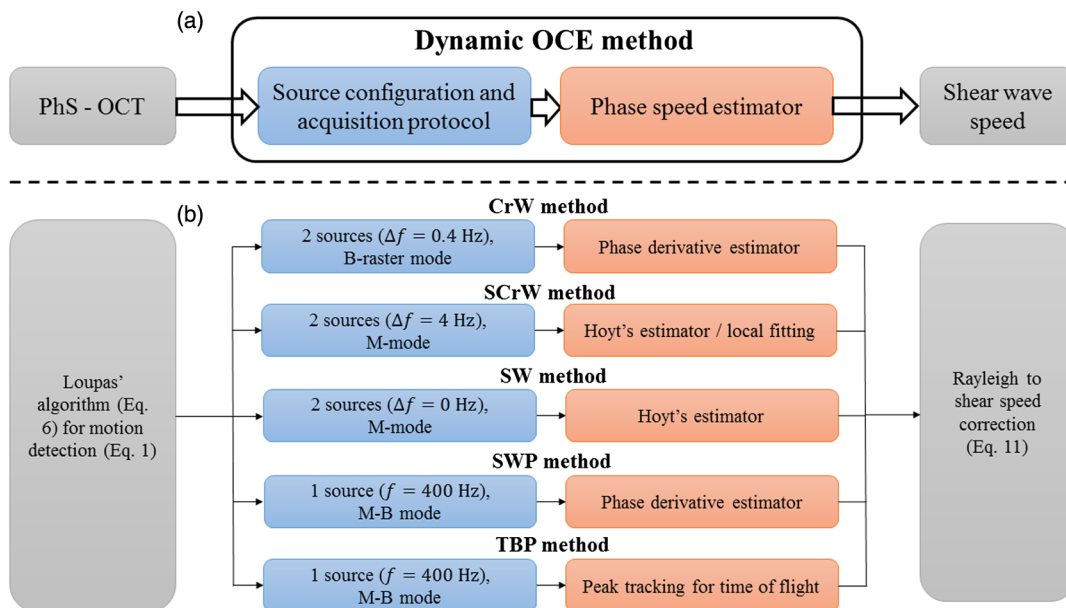 (a)
Dynamic OCE method
PhS - OCT
Source configuration and
acquisition protocol
Phase speed estimator
Shear wave
speed
(b)
Loupas’
algorithm (Eq.
6) for motion
detection (Eq. 1)
CrW method
2 sources (Δf = 0.4 Hz),
B-raster mode
Phase derivative estimator
SCrW method
2 sources (Δf = 4 Hz),
M-mode
Hoyt’s estimator / local fitting
SW method
2 sources (Δf = 0 Hz),
M-mode
Hoyt’s estimator
SWP method
1 source (f = 400 Hz),
M-B mode
Phase derivative estimator
TBP method
1 source (f = 400 Hz),
M-B mode
Peak tracking for time of flight
Rayleigh to
shear speed
correction
(Eq. 11)